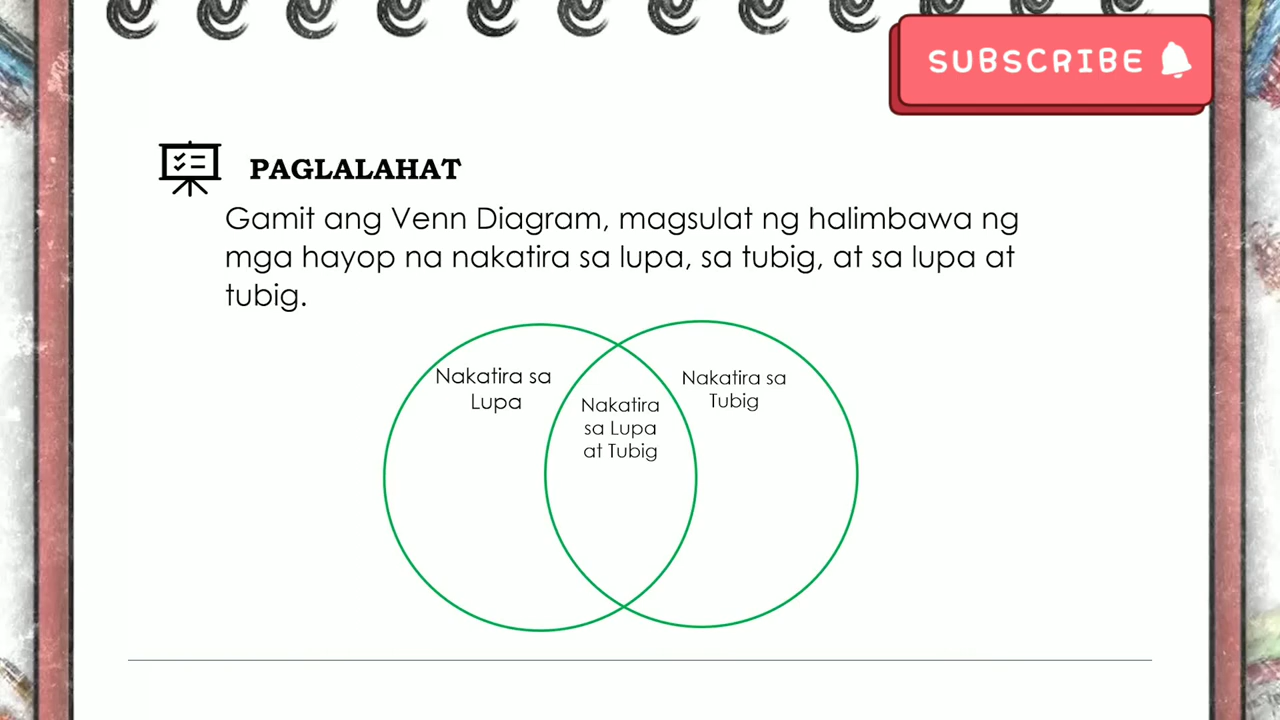 SUBSCRIBE
PAGLALAHAT
Gamit ang Venn Diagram, magsulat ng halimbawa ng
mga hayop na nakatira sa lupa, sa tubig, at sa lupa at
tubig.
Nakatira sa
Lupa
Nakatira
sa Lupa
at Tubig
Nakatira sa
Tubig